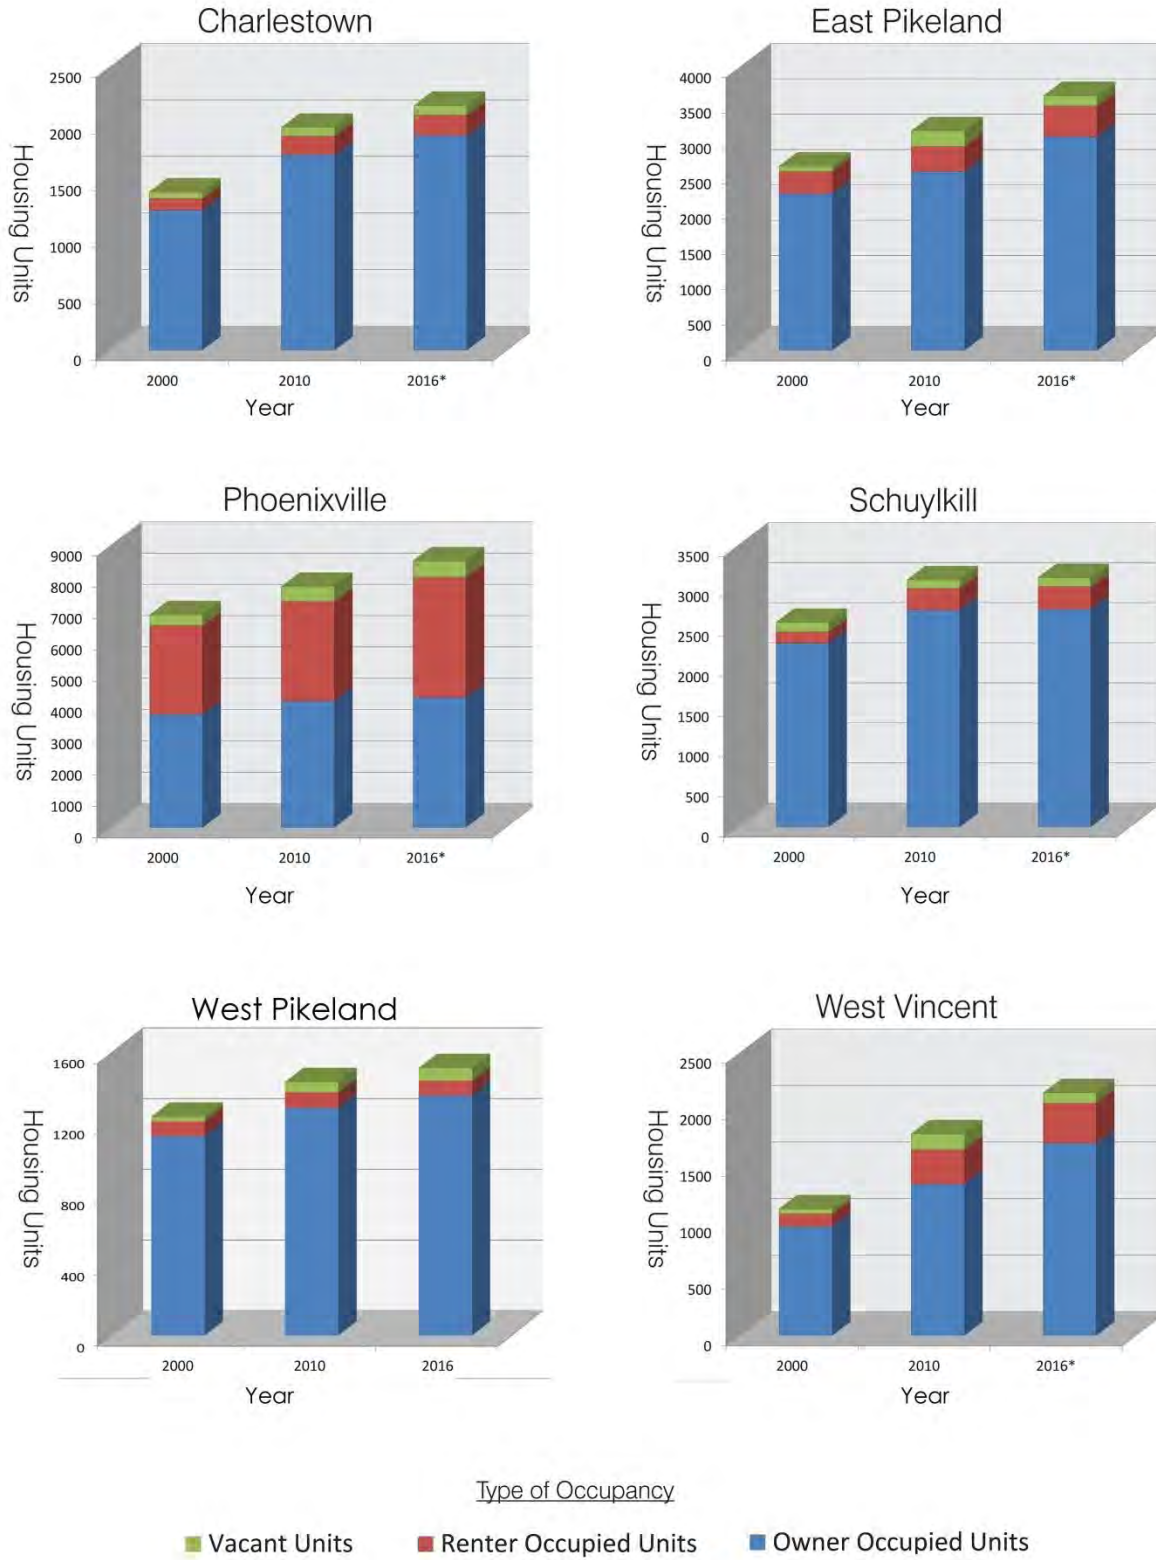 Charlestown
2500
2000
1500
1000
500
0
Housing Units
2000 2010 2016*
Year
East Pikeland
4000
3500
3000
2500
2000
1500
1000
500
0
Housing Units
2000 2010 2016*
Year
Phoenixville
9000
8000
7000
6000
5000
4000
3000
2000
1000
0
Housing Units
2000 2010 2016*
Year
Schuylkill
3500
3000
2500
2000
1500
1000
500
0
Housing Units
2000 2010 2016*
Year
West Pikeland
1600
1200
800
400
0
Housing Units
2000 2010 2016
Year
West Vincent
2500
2000
1500
1000
500
0
Housing Units
2000 2010 2016*
Year
Type of Occupancy
Vacant Units Renter Occupied Units Owner Occupied Units